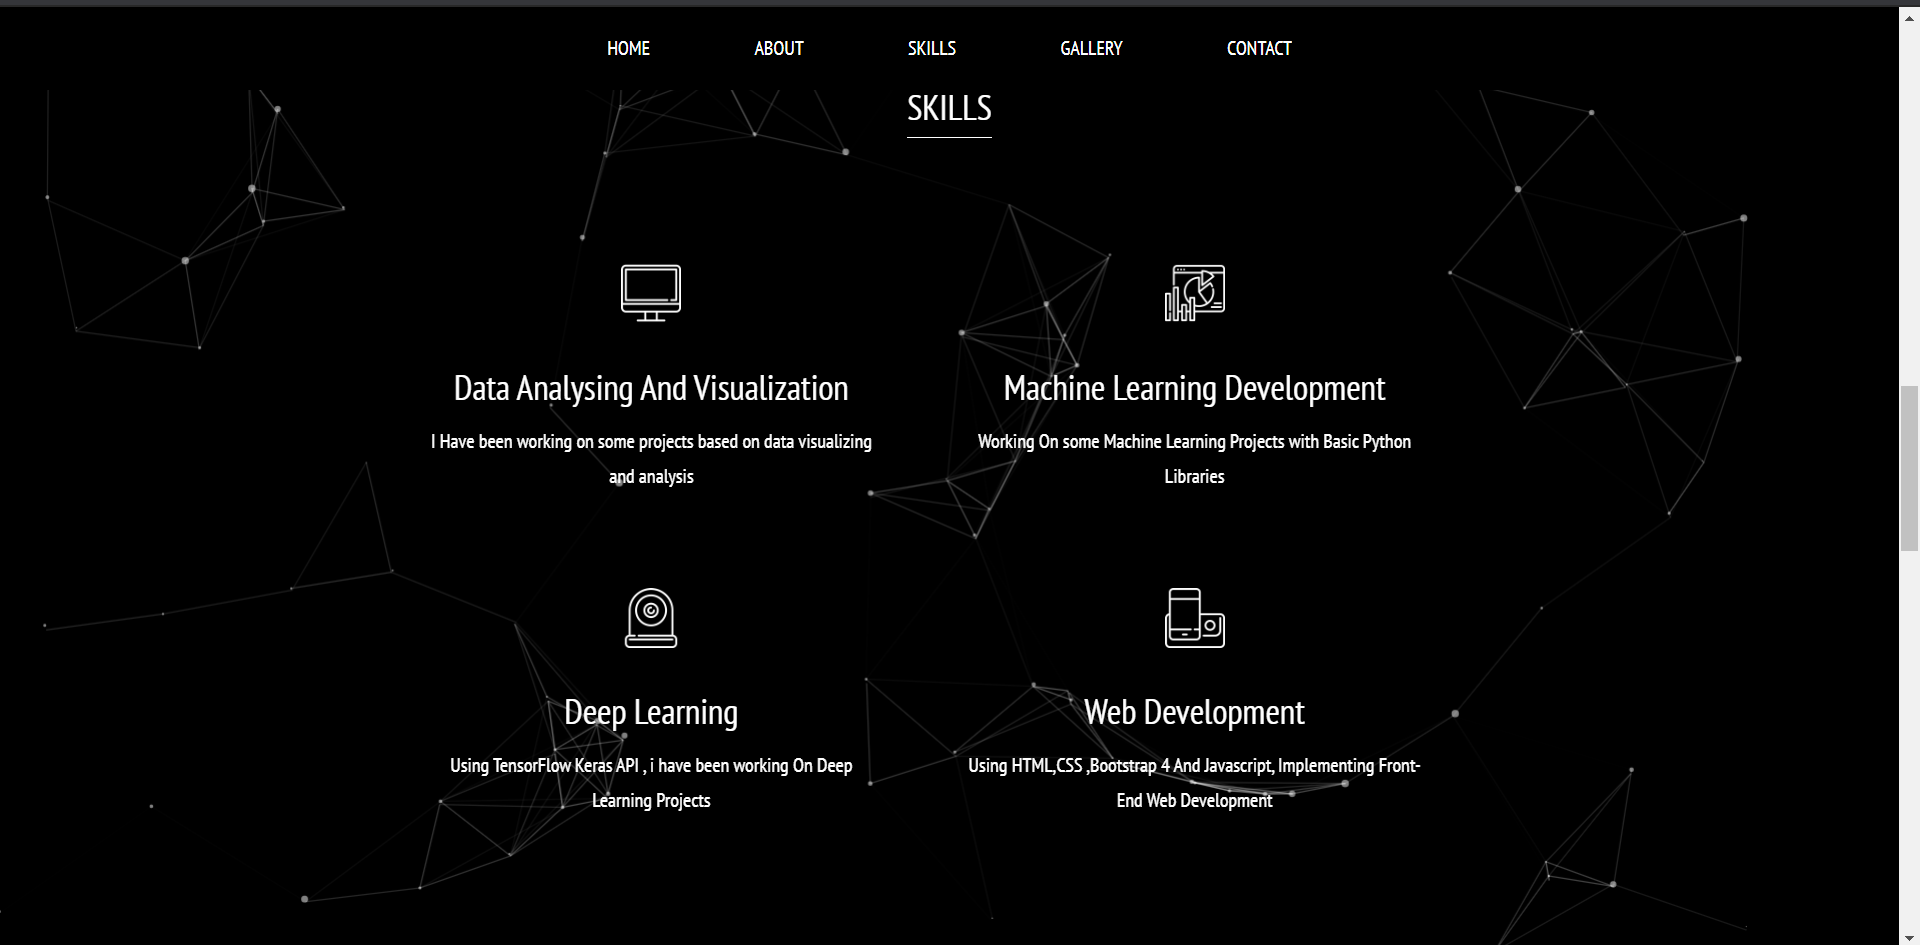 HOME ABOUT SKILLS GALLERY CONTACT
SKILLS
Data Analysing And Visualization
I Have been working on some projects based on data visualizing
and analysis
Machine Learning Development
Working On some Machine Learning Projects with Basic Python
Libraries
Deep Learning
Using TensorFlow Keras API , i have been working On Deep
Learning Projects
Web Development
Using HTML,CSS ,Bootstrap 4 And Javascript, Implementing Front-
End Web Development